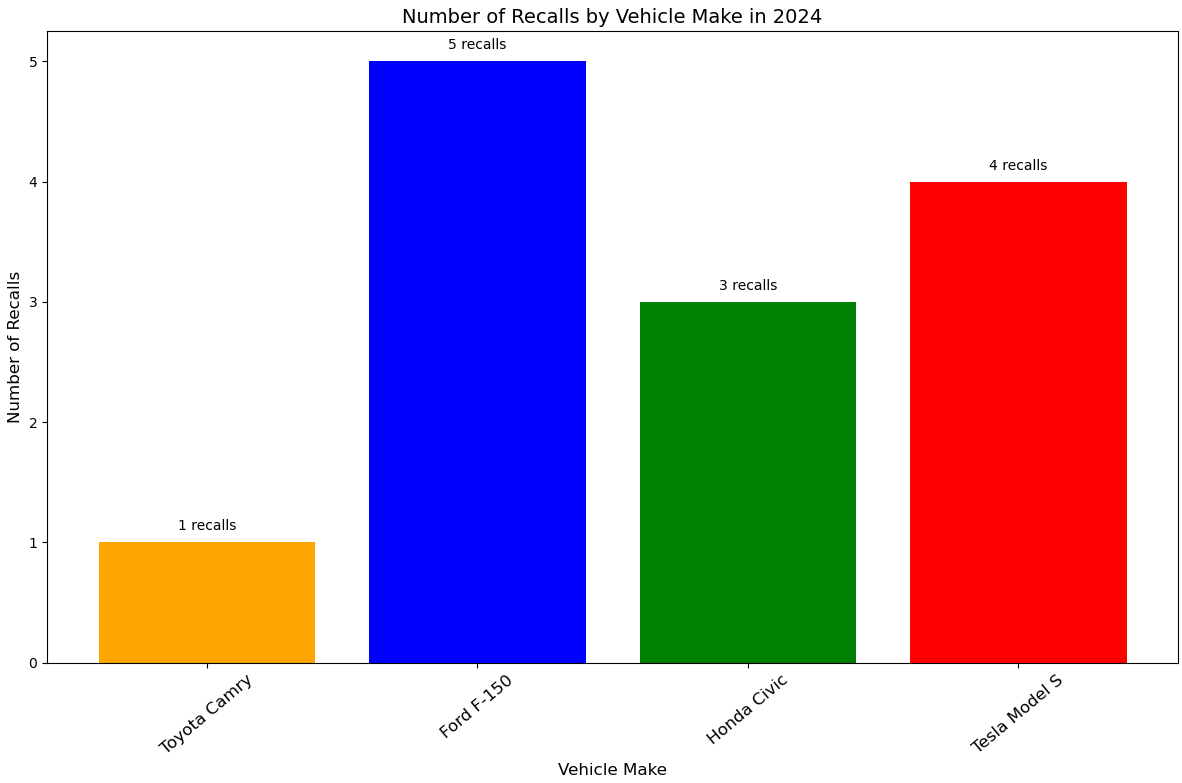 Number of Recalls by Vehicle Make in 2024
Number of Recalls
5
4
3
2
1
0
1 recalls
5 recalls
3 recalls
4 recalls
Toyota Camry
Ford F-150
Honda Civic
Tesla Model S
Vehicle Make